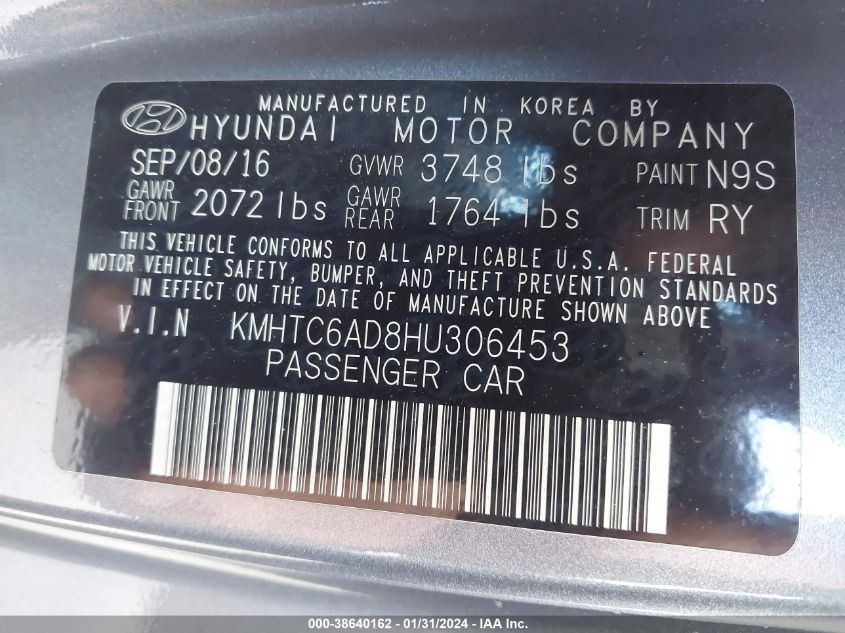 MANUFACTURED IN KOREA BY
HYUNDAI MOTOR COMPANY
SEP/08/16 GVWR 3748 lbs PAINT N9S
GAWR FRONT 2072 lbs GAWR REAR 1764 lbs TRIM RY
THIS VEHICLE CONFORMS TO ALL APPLICABLE U.S.A. FEDERAL
MOTOR VEHICLE SAFETY, BUMPER, AND THEFT PREVENTION STANDARDS
IN EFFECT ON THE DATE OF MANUFACTURE SHOWN ABOVE
V.I.N KMHTC6AD8HU306453
PASSENGER CAR
000-38640162 - 01/31/2024 - IAA Inc.